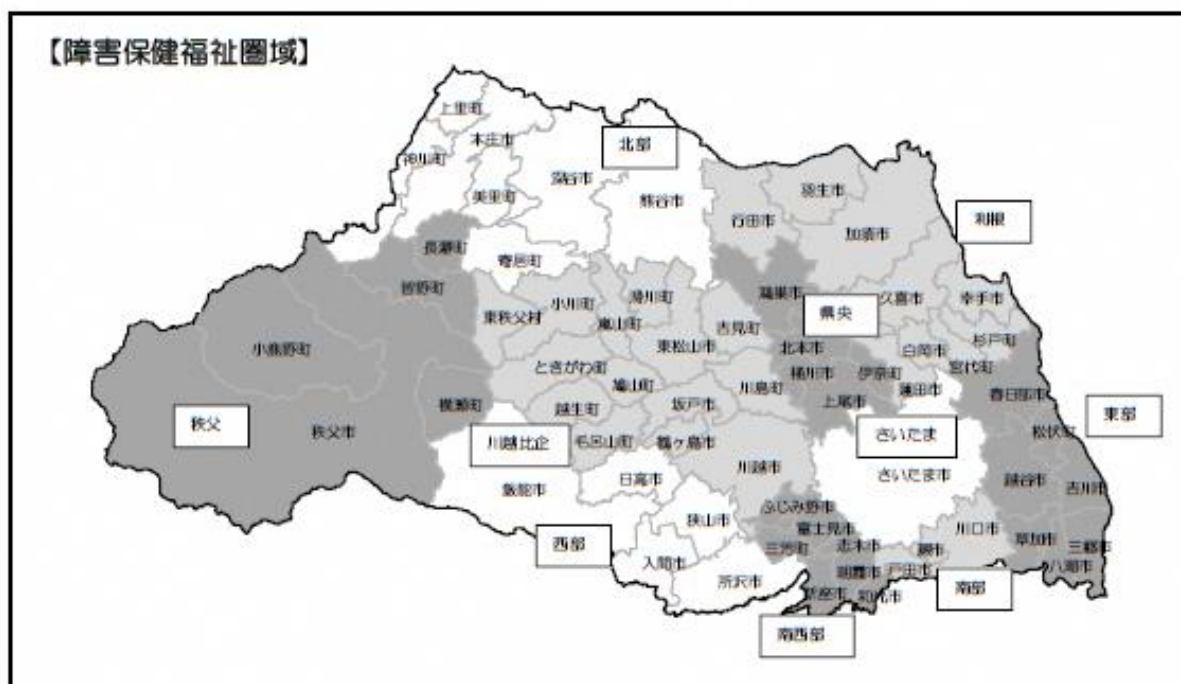 【障害保健福祉圏域】
上里町
本庄市
神川町
北部
深谷市
美里町
熊谷市
羽生市
行田市
利根
加須市
長瀞町
寄居町
皆野町
鴻巣市
久喜市
幸手市
小川町
滑川町
県央
東秩父村
嵐山町
吉見町
東松山市
杉戸町
小鹿野町
北本市
白岡市
宮代町
ときがわ町
桶川市
伊奈町
鳩山町
川島町
蓮田市
春日部市
横瀬町
越生町
坂戸市
上尾市
東部
秩父
秩父市
川越比企
毛呂山町
鶴ヶ島市
さいたま
松伏町
川越市
さいたま市
日高市
越谷市
吉川市
飯能市
ふじみ野市
狭山市
富士見市
川口市
西部
三芳町
志木市
蕨市
草加市
三郷市
入間市
朝霞市
戸田市
八潮市
所沢市
新座市
和光市
南部
南西部